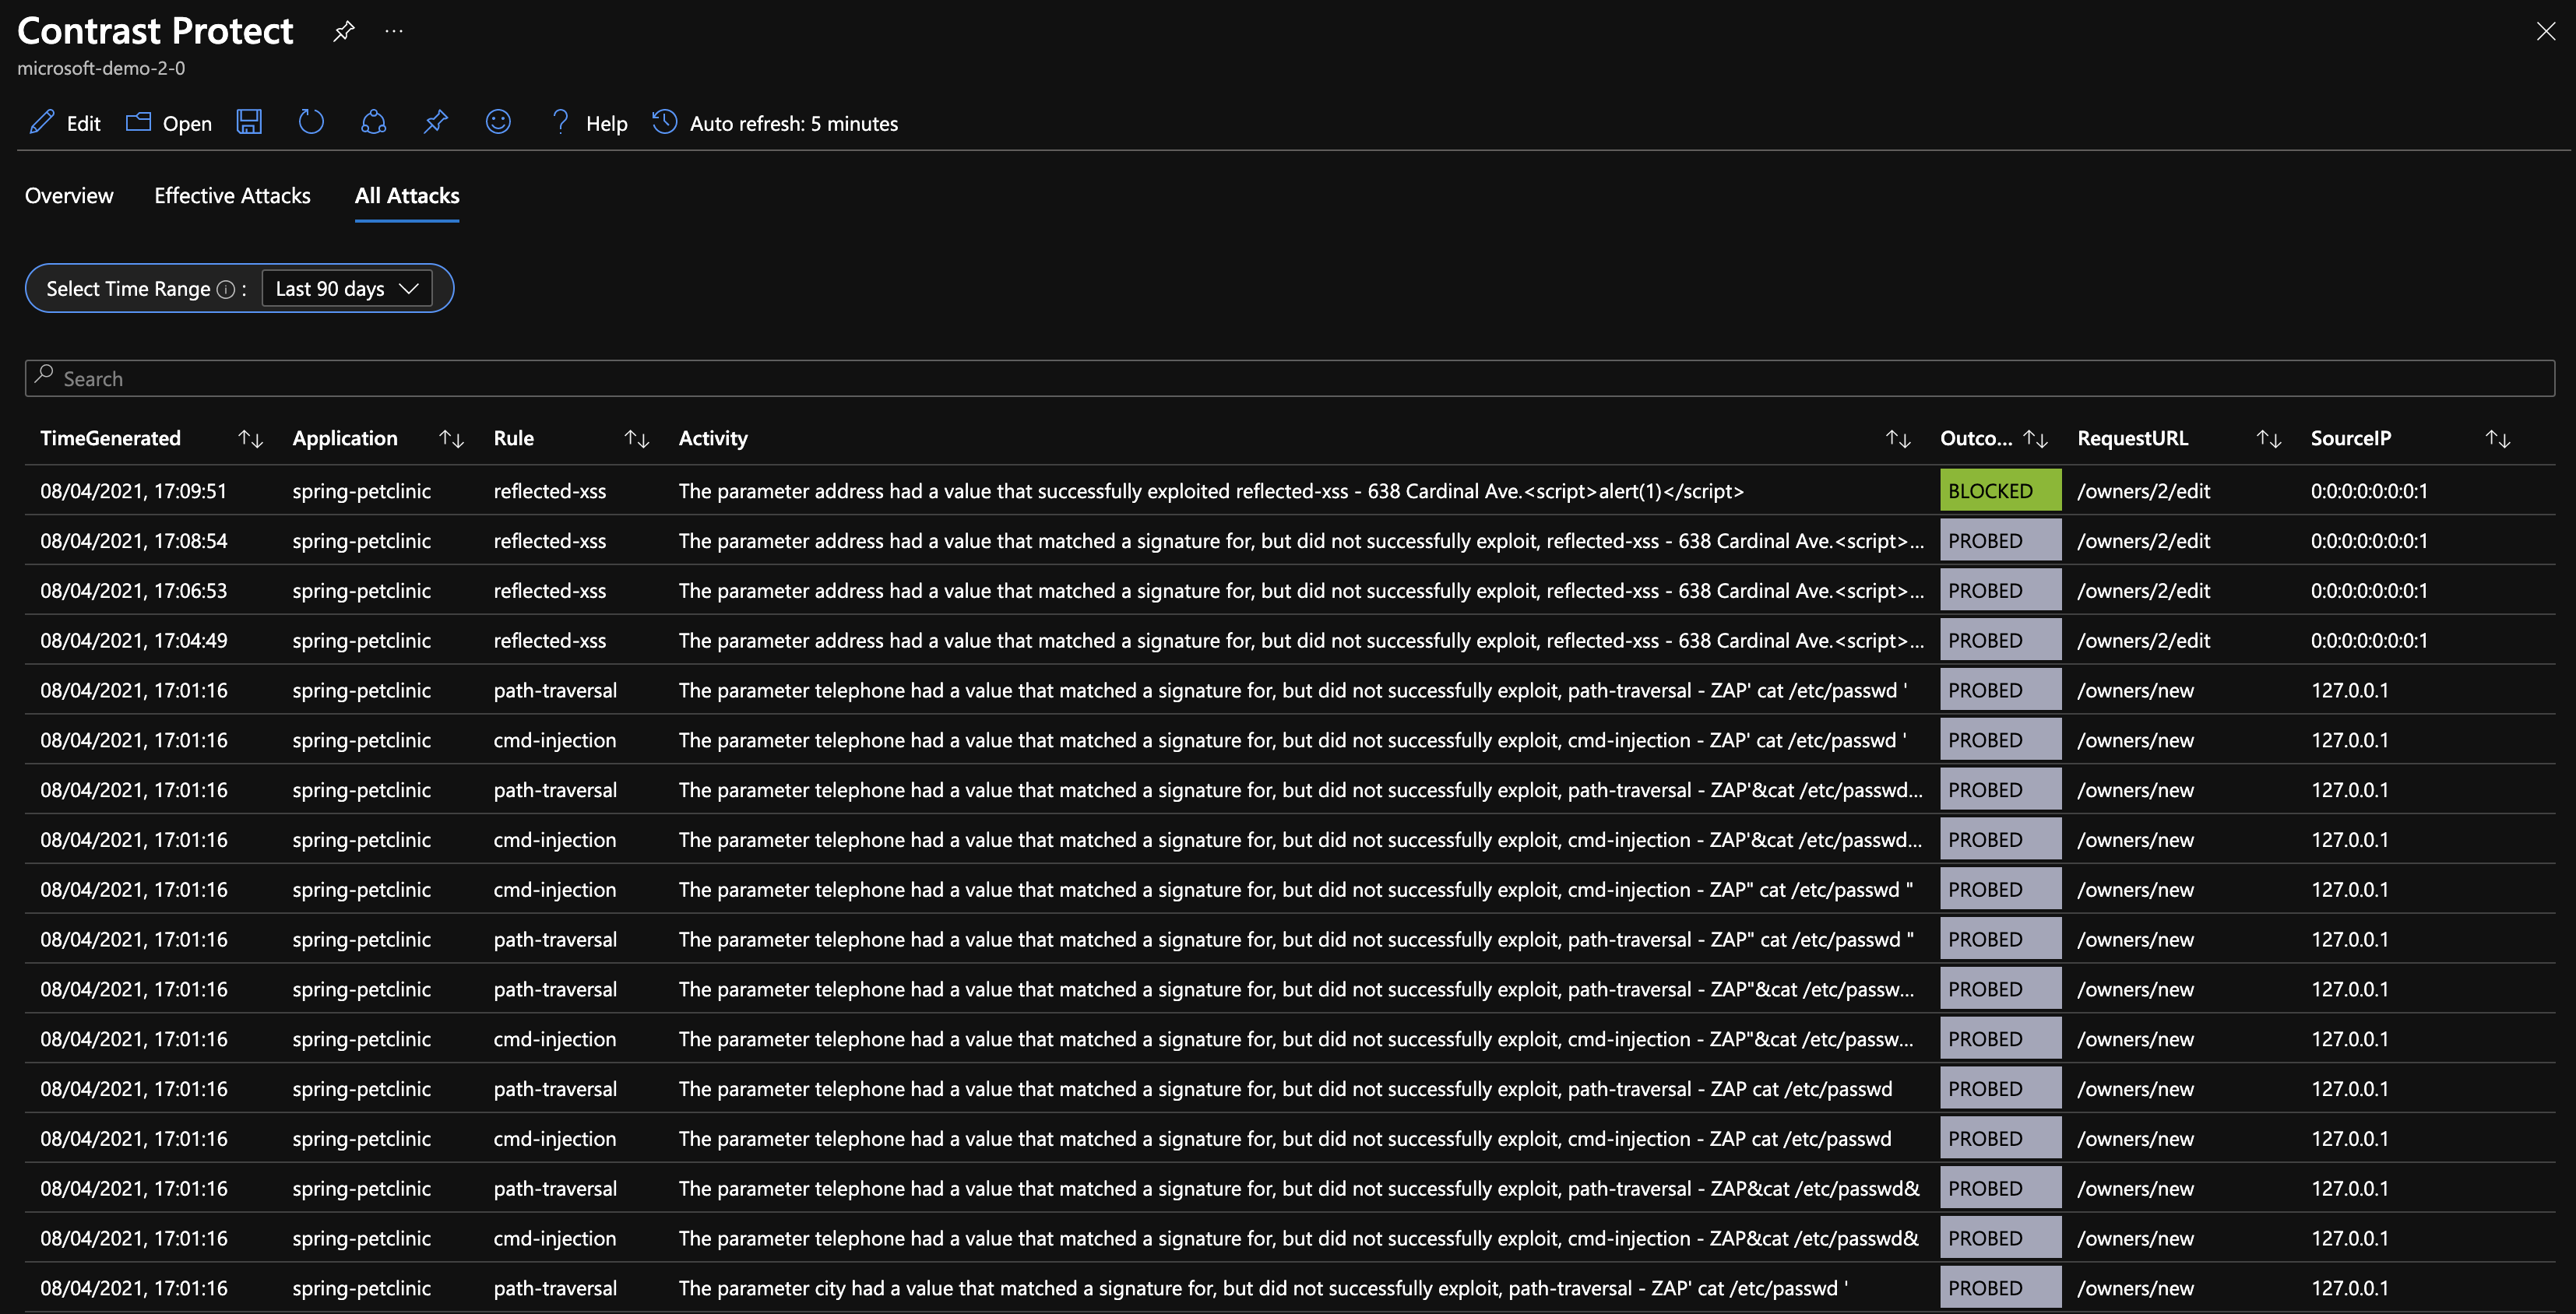 Contrast Protect ...
microsoft-demo-2-0
Edit Open Help Auto refresh: 5 minutes
Overview Effective Attacks All Attacks
Select Time Range : Last 90 days
Search
TimeGenerated Application Rule Activity Outco... RequestURL SourceIP
08/04/2021, 17:09:51 spring-petclinic reflected-xss The parameter address had a value that successfully exploited reflected-xss - 638 Cardinal Ave.<script>alert(1)</script> BLOCKED /owners/2/edit 0:0:0:0:0:0:0:1
08/04/2021, 17:08:54 spring-petclinic reflected-xss The parameter address had a value that matched a signature for, but did not successfully exploit, reflected-xss - 638 Cardinal Ave.<script>... PROBED /owners/2/edit 0:0:0:0:0:0:0:1
08/04/2021, 17:06:53 spring-petclinic reflected-xss The parameter address had a value that matched a signature for, but did not successfully exploit, reflected-xss - 638 Cardinal Ave.<script>... PROBED /owners/2/edit 0:0:0:0:0:0:0:1
08/04/2021, 17:04:49 spring-petclinic reflected-xss The parameter address had a value that matched a signature for, but did not successfully exploit, reflected-xss - 638 Cardinal Ave.<script>... PROBED /owners/2/edit 0:0:0:0:0:0:0:1
08/04/2021, 17:01:16 spring-petclinic path-traversal The parameter telephone had a value that matched a signature for, but did not successfully exploit, path-traversal - ZAP' cat /etc/passwd ' PROBED /owners/new 127.0.0.1
08/04/2021, 17:01:16 spring-petclinic cmd-injection The parameter telephone had a value that matched a signature for, but did not successfully exploit, cmd-injection - ZAP' cat /etc/passwd ' PROBED /owners/new 127.0.0.1
08/04/2021, 17:01:16 spring-petclinic path-traversal The parameter telephone had a value that matched a signature for, but did not successfully exploit, path-traversal - ZAP'&cat /etc/passwd... PROBED /owners/new 127.0.0.1
08/04/2021, 17:01:16 spring-petclinic cmd-injection The parameter telephone had a value that matched a signature for, but did not successfully exploit, cmd-injection - ZAP'&cat /etc/passwd... PROBED /owners/new 127.0.0.1
08/04/2021, 17:01:16 spring-petclinic cmd-injection The parameter telephone had a value that matched a signature for, but did not successfully exploit, cmd-injection - ZAP" cat /etc/passwd " PROBED /owners/new 127.0.0.1
08/04/2021, 17:01:16 spring-petclinic path-traversal The parameter telephone had a value that matched a signature for, but did not successfully exploit, path-traversal - ZAP" cat /etc/passwd " PROBED /owners/new 127.0.0.1
08/04/2021, 17:01:16 spring-petclinic path-traversal The parameter telephone had a value that matched a signature for, but did not successfully exploit, path-traversal - ZAP"&cat /etc/passw... PROBED /owners/new 127.0.0.1
08/04/2021, 17:01:16 spring-petclinic cmd-injection The parameter telephone had a value that matched a signature for, but did not successfully exploit, cmd-injection - ZAP"&cat /etc/passw... PROBED /owners/new 127.0.0.1
08/04/2021, 17:01:16 spring-petclinic path-traversal The parameter telephone had a value that matched a signature for, but did not successfully exploit, path-traversal - ZAP cat /etc/passwd PROBED /owners/new 127.0.0.1
08/04/2021, 17:01:16 spring-petclinic cmd-injection The parameter telephone had a value that matched a signature for, but did not successfully exploit, cmd-injection - ZAP cat /etc/passwd PROBED /owners/new 127.0.0.1
08/04/2021, 17:01:16 spring-petclinic path-traversal The parameter telephone had a value that matched a signature for, but did not successfully exploit, path-traversal - ZAP&cat /etc/passwd& PROBED /owners/new 127.0.0.1
08/04/2021, 17:01:16 spring-petclinic cmd-injection The parameter telephone had a value that matched a signature for, but did not successfully exploit, cmd-injection - ZAP&cat /etc/passwd& PROBED /owners/new 127.0.0.1
08/04/2021, 17:01:16 spring-petclinic path-traversal The parameter city had a value that matched a signature for, but did not successfully exploit, path-traversal - ZAP' cat /etc/passwd ' PROBED /owners/new 127.0.0.1